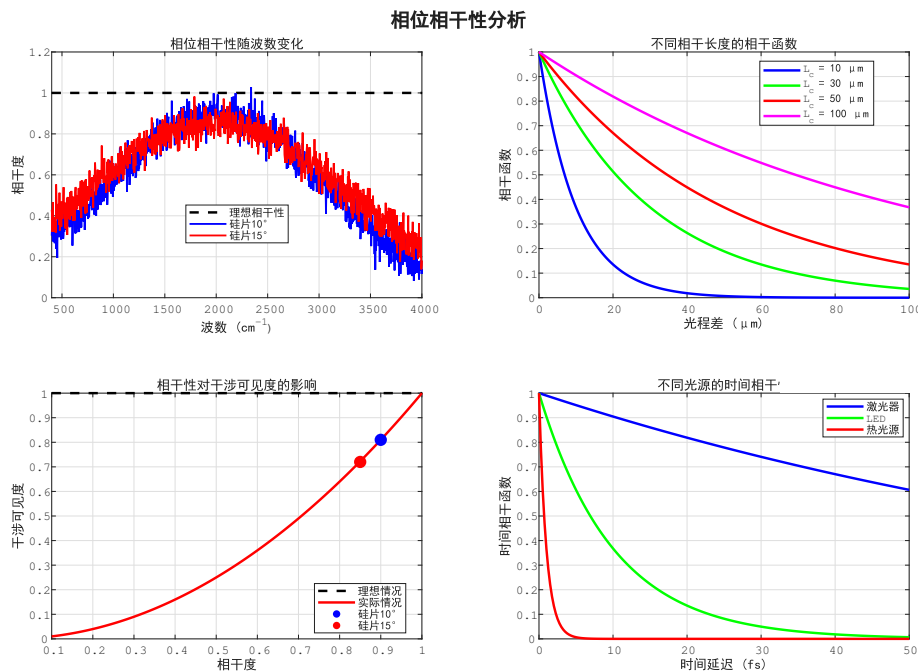 相位相干性分析
相位相干性随波数变化
1.2
1
0.8
0.6
0.4
0.2
0
相干度
理想相干性
硅片10°
硅片15°
500 1000 1500 2000 2500 3000 3500 4000
波数 (cm⁻¹)
不同相干长度的相干函数
1
0.9
0.8
0.7
0.6
0.5
0.4
0.3
0.2
0.1
0
相干函数
L_c = 10 μm
L_c = 30 μm
L_c = 50 μm
L_c = 100 μm
0 20 40 60 80 100
光程差 (μm)
相干性对干涉可见度的影响
1
0.9
0.8
0.7
0.6
0.5
0.4
0.3
0.2
0.1
0
干涉可见度
理想情况
实际情况
硅片10°
硅片15°
0.1 0.2 0.3 0.4 0.5 0.6 0.7 0.8 0.9 1
相干度
不同光源的时间相干
1
0.9
0.8
0.7
0.6
0.5
0.4
0.3
0.2
0.1
0
时间相干函数
激光器
LED
热光源
0 10 20 30 40 50
时间延迟 (fs)